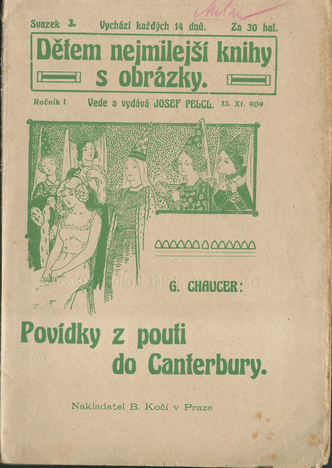 Svazek 3. Vychází každých 14 dnů. Za 30 hal.
Dětem nejmilejší knihy
s obrázky.
Ročník I. Vede a vydává JOSEF PELCL. 15. XI. 909
G. CHAUCER:
Povídky z pouti
do Canterbury.
Nakladatel B. Kočí v Praze